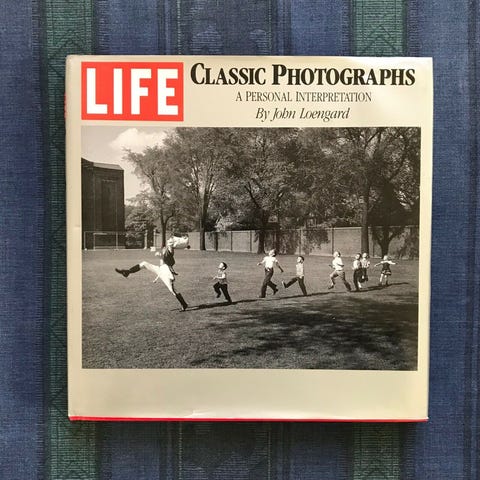 LIFE
CLASSIC PHOTOGRAPHS
A PERSONAL INTERPRETATION
By John Loengard